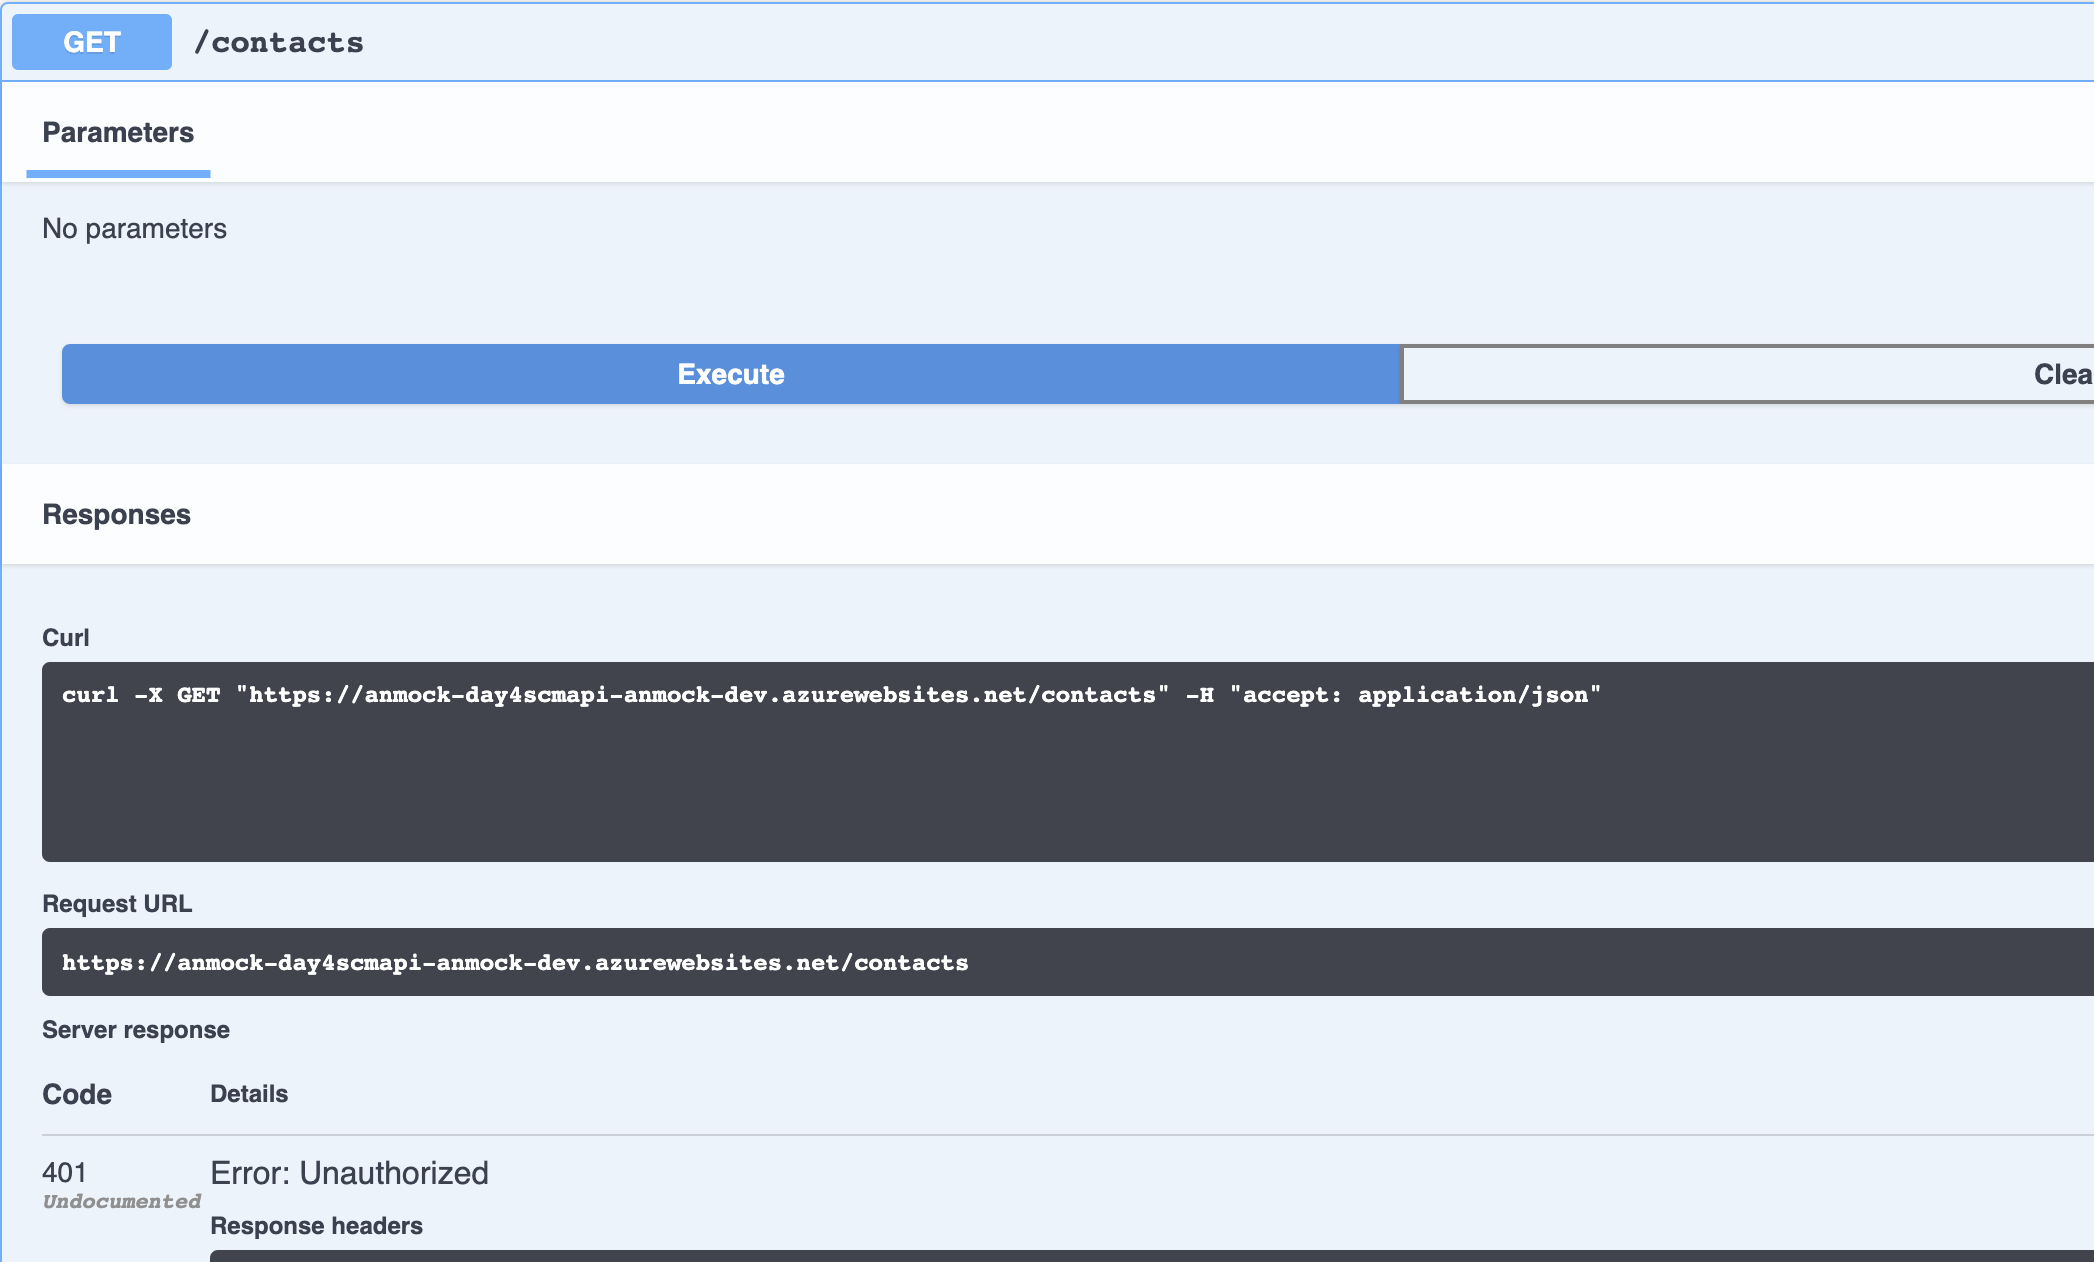 GET /contacts
Parameters
No parameters
Execute
Clea
Responses
Curl
curl -X GET "https://anmock-day4scmapi-anmock-dev.azurewebsites.net/contacts" -H "accept: application/json"
Request URL
https://anmock-day4scmapi-anmock-dev.azurewebsites.net/contacts
Server response
Code Details
401 Error: Unauthorized
Undocumented
Response headers